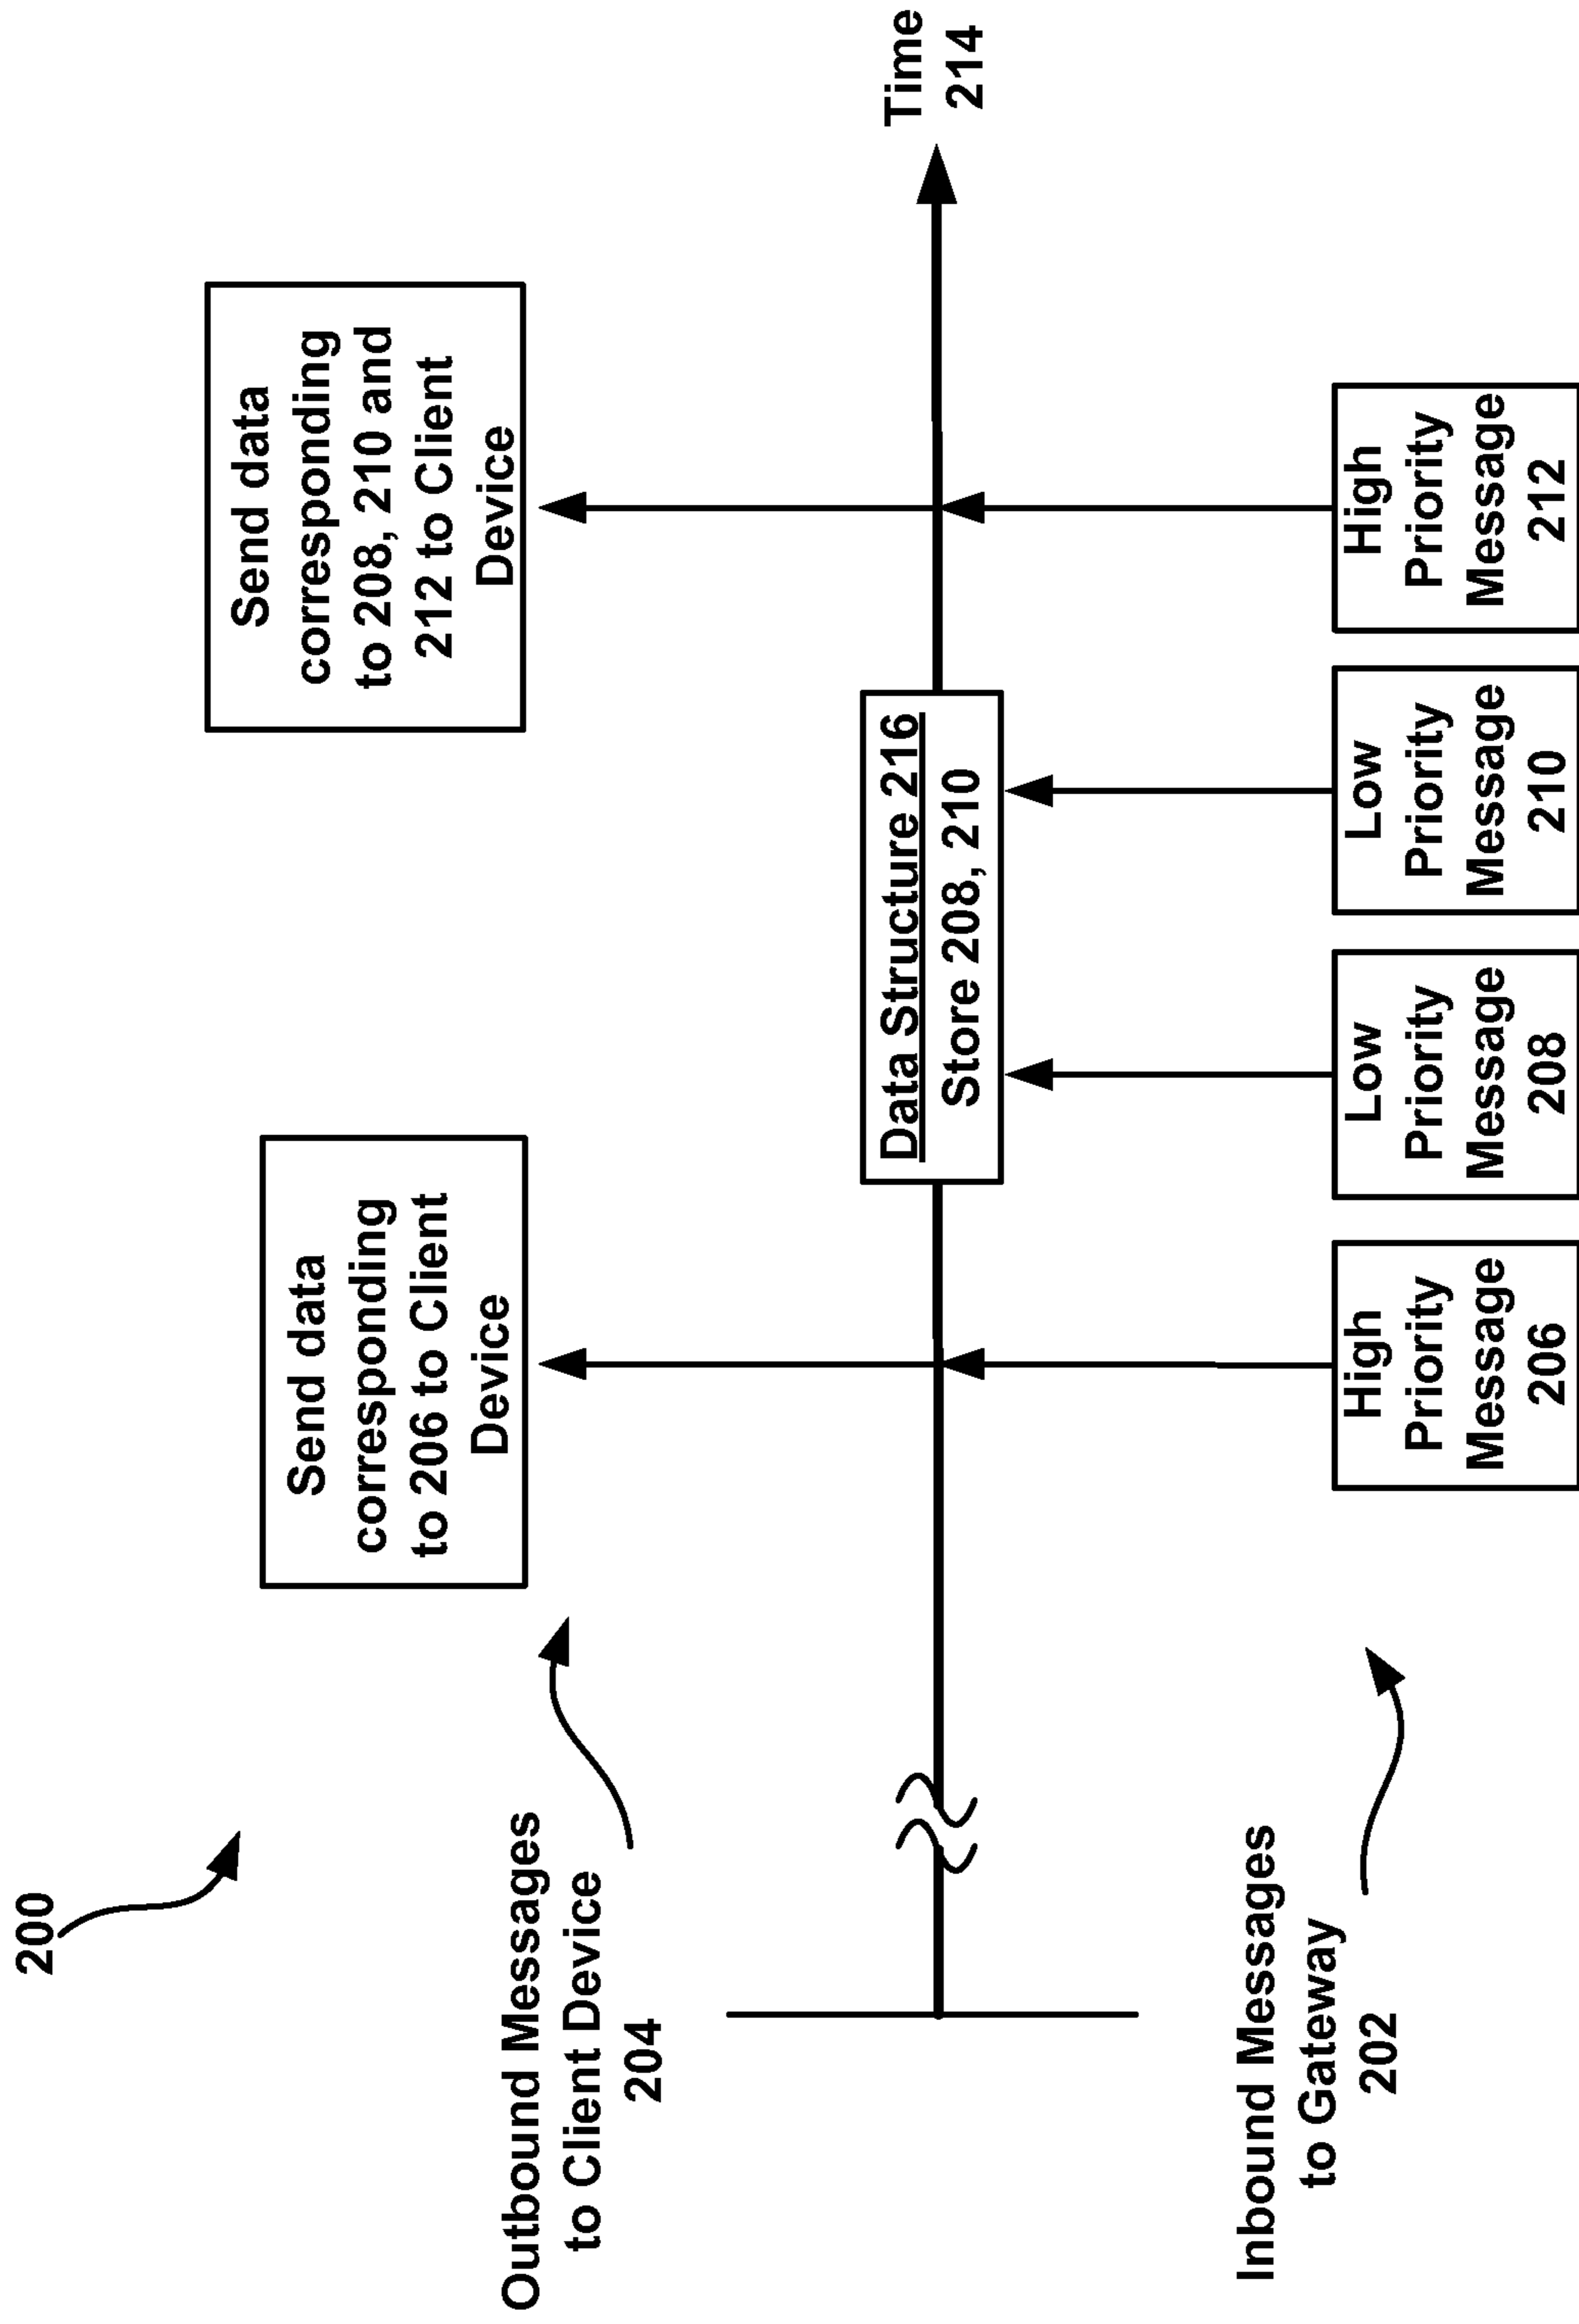 200
Outbound Messages
to Client Device
204
Send data
corresponding
to 206 to Client
Device
Send data
corresponding
to 208, 210 and
212 to Client
Device
Data Structure 216
Store 208, 210
Time
214
Inbound Messages
to Gateway
202
High
Priority
Message
206
Low
Priority
Message
208
Low
Priority
Message
210
High
Priority
Message
212